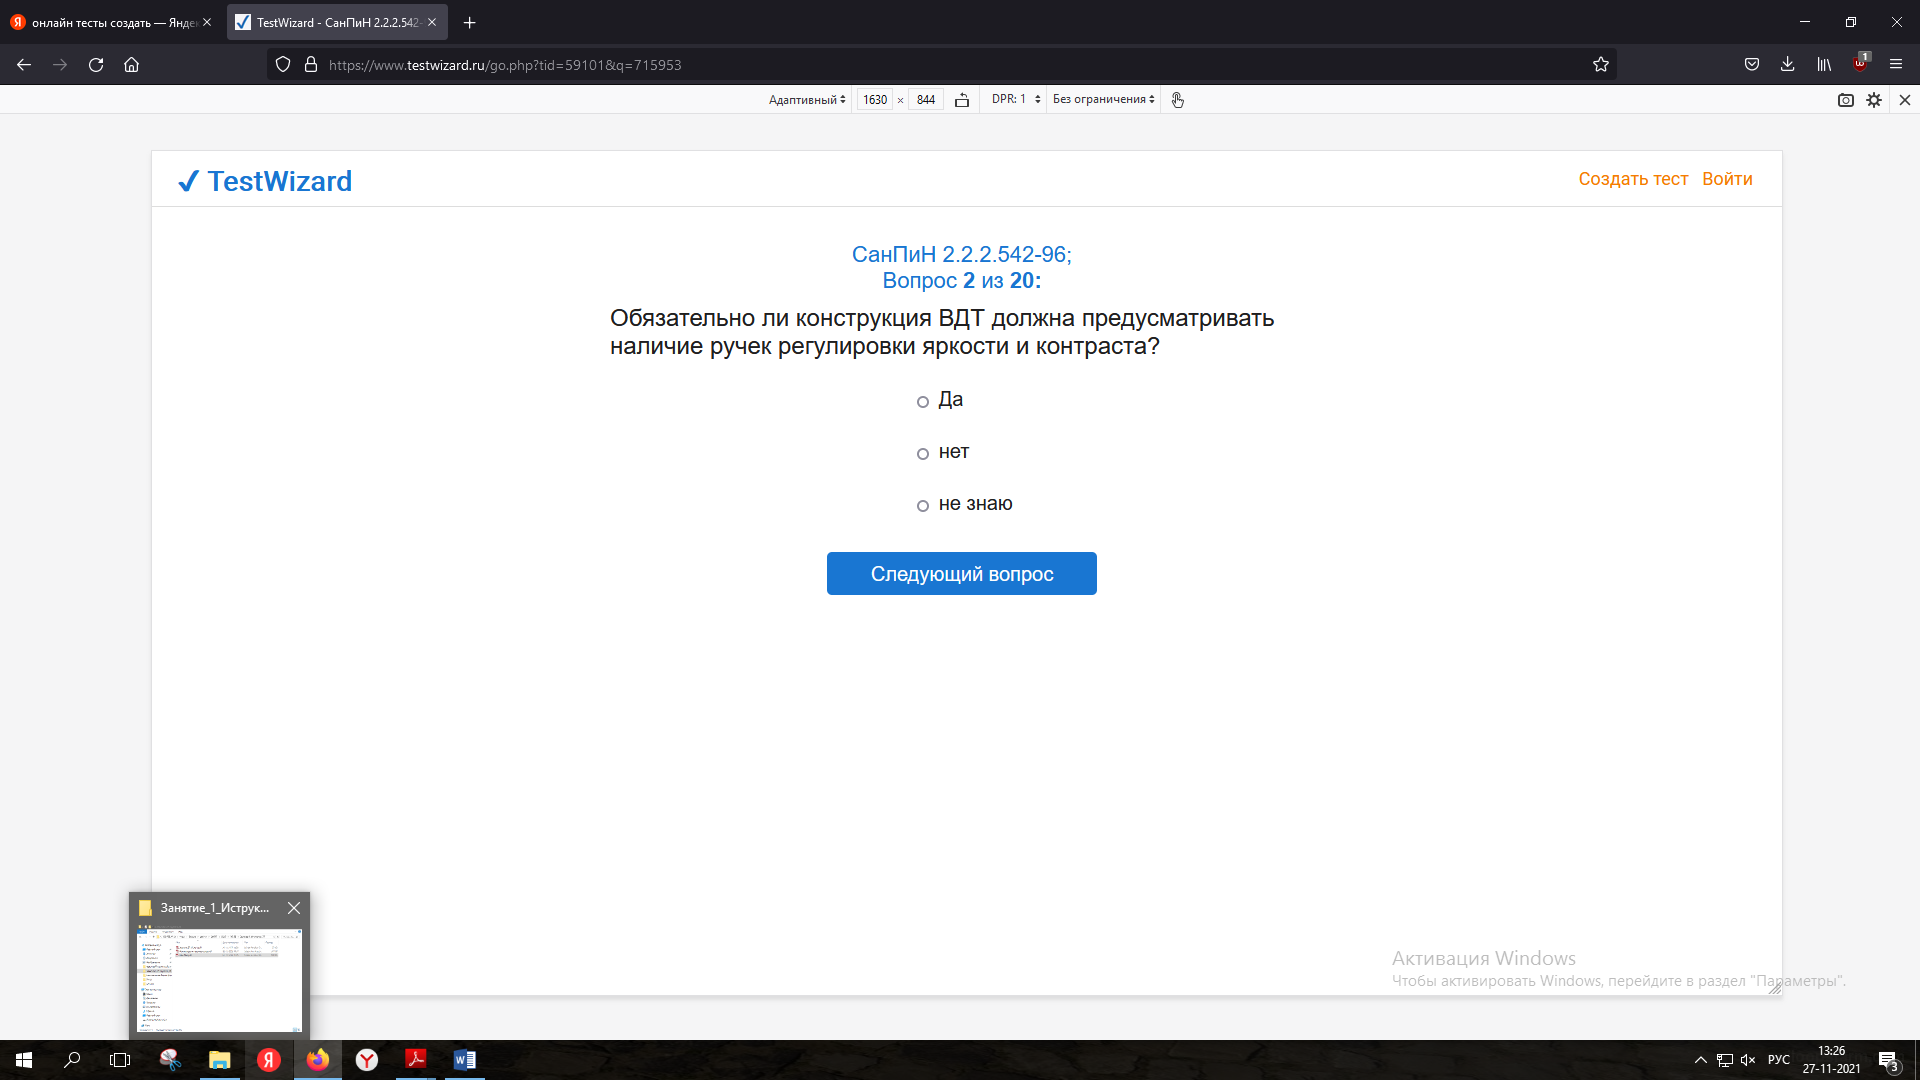 онлайн тесты создать — Яндек
TestWizard - СанПиН 2.2.2.542-
https://www.testwizard.ru/go.php?tid=59101&q=715953
1
Адаптивный
1630 × 844
DPR: 1
Без ограничения
TestWizard
Создать тест Войти
СанПиН 2.2.2.542-96;
Вопрос 2 из 20:
Обязательно ли конструкция ВДТ должна предусматривать
наличие ручек регулировки яркости и контраста?
Да
нет
не знаю
Следующий вопрос
Занятие_1_Иструк...
Активация Windows
Чтобы активировать Windows, перейдите в раздел "Параметры".
РУС
13:26
27-11-2021
3